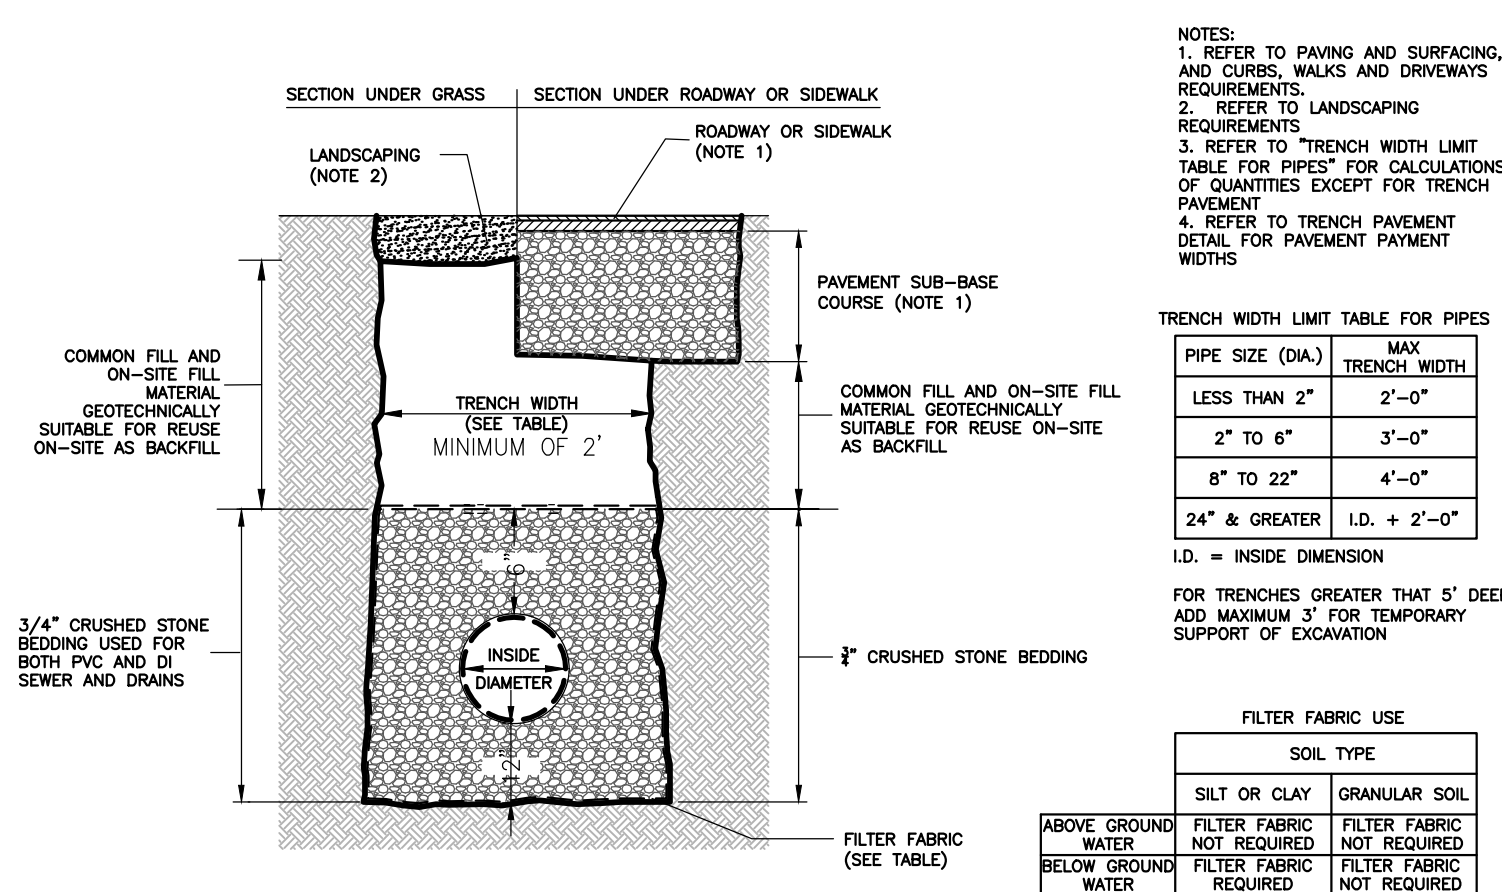 SECTION UNDER GRASS
SECTION UNDER ROADWAY OR SIDEWALK
LANDSCAPING
(NOTE 2)
ROADWAY OR SIDEWALK
(NOTE 1)
PAVEMENT SUB-BASE
COURSE (NOTE 1)
COMMON FILL AND
ON-SITE FILL
MATERIAL
GEOTECHNICALLY
SUITABLE FOR REUSE
ON-SITE AS BACKFILL
TRENCH WIDTH
(SEE TABLE)
MINIMUM OF 2'
COMMON FILL AND ON-SITE FILL
MATERIAL GEOTECHNICALLY
SUITABLE FOR REUSE ON-SITE
AS BACKFILL
6"
3/4" CRUSHED STONE
BEDDING USED FOR
BOTH PVC AND DI
SEWER AND DRAINS
INSIDE
DIAMETER
¾" CRUSHED STONE BEDDING
12"
FILTER FABRIC
(SEE TABLE)
NOTES:
1. REFER TO PAVING AND SURFACING,
AND CURBS, WALKS AND DRIVEWAYS
REQUIREMENTS.
2. REFER TO LANDSCAPING
REQUIREMENTS
3. REFER TO "TRENCH WIDTH LIMIT
TABLE FOR PIPES" FOR CALCULATIONS
OF QUANTITIES EXCEPT FOR TRENCH
PAVEMENT
4. REFER TO TRENCH PAVEMENT
DETAIL FOR PAVEMENT PAYMENT
WIDTHS
TRENCH WIDTH LIMIT TABLE FOR PIPES
PIPE SIZE (DIA.) MAX
TRENCH WIDTH
LESS THAN 2" 2'-0"
2" TO 6" 3'-0"
8" TO 22" 4'-0"
24" & GREATER I.D. + 2'-0"
I.D. = INSIDE DIMENSION
FOR TRENCHES GREATER THAT 5' DEEP
ADD MAXIMUM 3' FOR TEMPORARY
SUPPORT OF EXCAVATION
FILTER FABRIC USE
SOIL TYPE
SILT OR CLAY GRANULAR SOIL
ABOVE GROUND FILTER FABRIC FILTER FABRIC
WATER NOT REQUIRED NOT REQUIRED
BELOW GROUND FILTER FABRIC FILTER FABRIC
WATER REQUIRED NOT REQUIRED